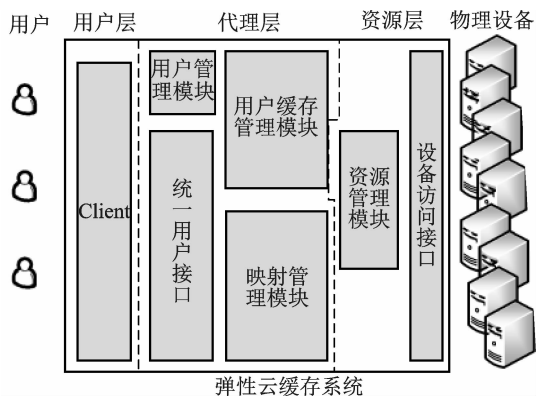 用户
用户层
代理层
资源层
物理设备
Client
用户管
理模块
统一用户接口
用户缓存
管理模块
映射管
理模块
资源
管理
模块
设备访问接口
弹性云缓存系统